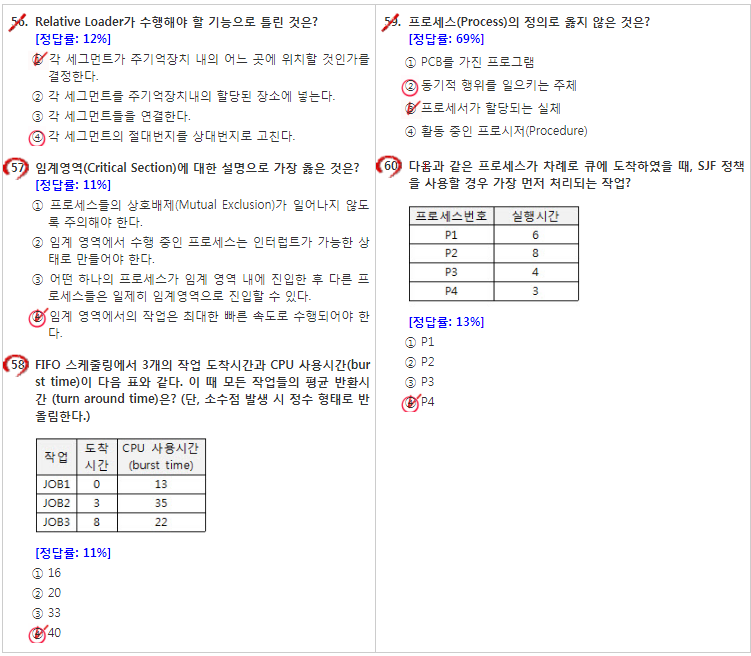 56. Relative Loader가 수행해야 할 기능으로 틀린 것은?
[정답률: 12%]
① 각 세그먼트가 주기억장치 내의 어느 곳에 위치할 것인가를
결정한다.
② 각 세그먼트를 주기억장치내의 할당된 장소에 넣는다.
③ 각 세그먼트들을 연결한다.
④ 각 세그먼트의 절대번지를 상대번지로 고친다.
57. 임계영역(Critical Section)에 대한 설명으로 가장 옳은 것은?
[정답률: 11%]
① 프로세스들의 상호배제(Mutual Exclusion)가 일어나지 않도
록 주의해야 한다.
② 임계 영역에서 수행 중인 프로세스는 인터럽트가 가능한 상
태로 만들어야 한다.
③ 어떤 하나의 프로세스가 임계 영역 내에 진입한 후 다른 프
로세스들은 일제히 임계영역으로 진입할 수 있다.
④ 임계 영역에서의 작업은 최대한 빠른 속도로 수행되어야 한
다.
58. FIFO 스케줄링에서 3개의 작업 도착시간과 CPU 사용시간(bur
st time)이 다음 표와 같다. 이 때 모든 작업들의 평균 반환시
간 (turn around time)은? (단, 소수점 발생 시 정수 형태로 반
올림한다.)
작업 도착 시간 CPU 사용시간 (burst time)
JOB1 0 13
JOB2 3 35
JOB3 8 22
[정답률: 11%]
① 16
② 20
③ 33
④ 40
59. 프로세스(Process)의 정의로 옳지 않은 것은?
[정답률: 69%]
① PCB를 가진 프로그램
② 동기적 행위를 일으키는 주체
③ 프로세서가 할당되는 실체
④ 활동 중인 프로시저(Procedure)
60. 다음과 같은 프로세스가 차례로 큐에 도착하였을 때, SJF 정책
을 사용할 경우 가장 먼저 처리되는 작업?
프로세스번호 실행시간
P1 6
P2 8
P3 4
P4 3
[정답률: 13%]
① P1
② P2
③ P3
④ P4